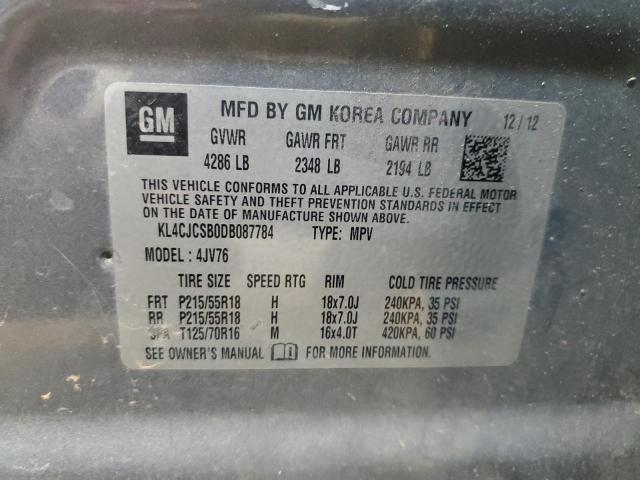 GM MFD BY GM KOREA COMPANY 12/12
GVWR GAWR FRT GAWR RR
4286 LB 2348 LB 2194 LB
THIS VEHICLE CONFORMS TO ALL APPLICABLE U.S. FEDERAL MOTOR
VEHICLE SAFETY AND THEFT PREVENTION STANDARDS IN EFFECT
ON THE DATE OF MANUFACTURE SHOWN ABOVE.
KL4CJCSB0DB087784 TYPE: MPV
MODEL: 4JV76
TIRE SIZE SPEED RTG RIM COLD TIRE PRESSURE
FRT P215/55R18 H 18x7.0J 240KPA, 35 PSI
RR P215/55R18 H 18x7.0J 240KPA, 35 PSI
SPA T125/70R16 M 16x4.0T 420KPA, 60 PSI
SEE OWNER'S MANUAL FOR MORE INFORMATION.